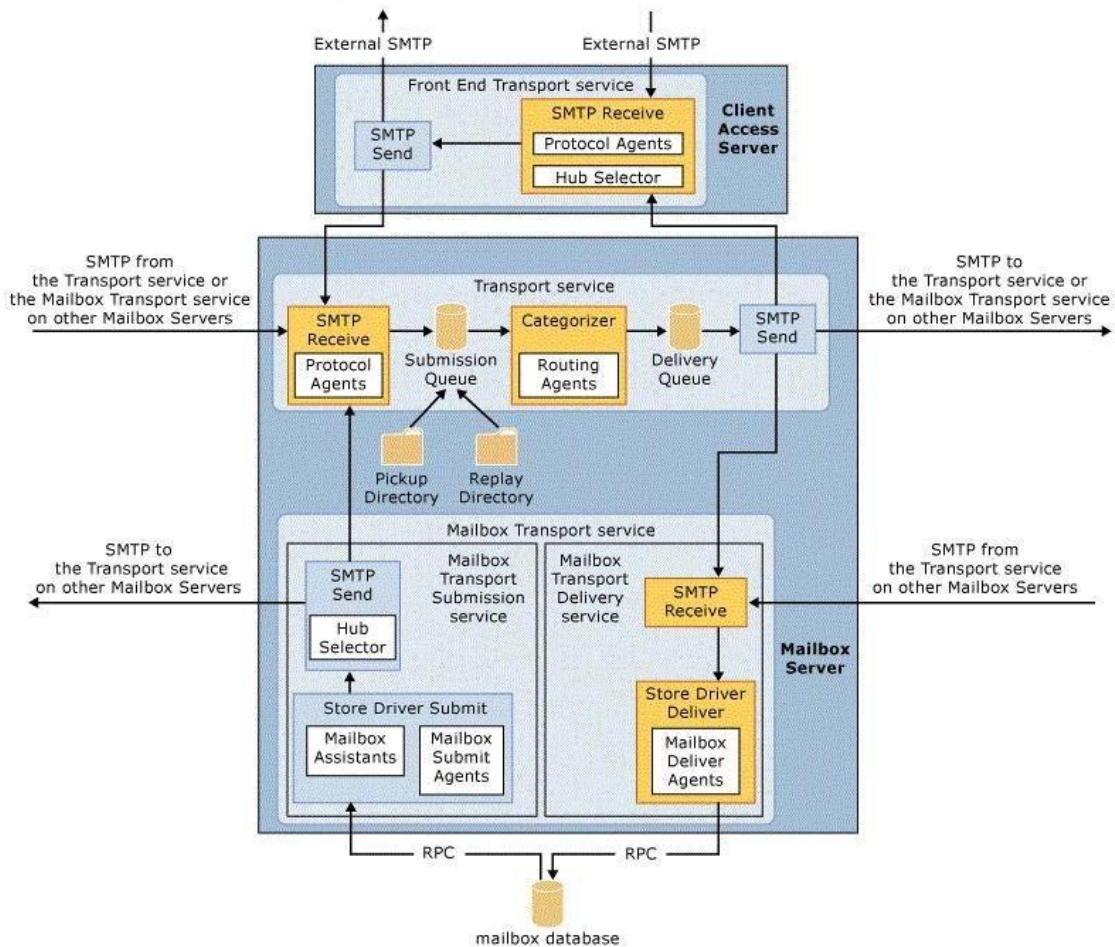 External SMTP
External SMTP
Front End Transport service
SMTP
Send
SMTP Receive
Protocol Agents
Hub Selector
Client
Access
Server
SMTP from
the Transport service or
the Mailbox Transport service
on other Mailbox Servers
Transport service
SMTP
Receive
Protocol
Agents
Submission
Queue
Categorizer
Routing
Agents
Delivery
Queue
SMTP
Send
SMTP to
the Transport service or
the Mailbox Transport service
on other Mailbox Servers
Pickup
Directory
Replay
Directory
Mailbox Transport service
SMTP to
the Transport service
on other Mailbox Servers
SMTP
Send
Hub
Selector
Mailbox
Transport
Submission
service
Mailbox
Transport
Delivery
service
SMTP
Receive
SMTP from
the Transport service
on other Mailbox Servers
Mailbox
Server
Store Driver Submit
Mailbox
Assistants
Mailbox
Submit
Agents
Store Driver
Deliver
Mailbox
Deliver
Agents
RPC
RPC
mailbox database